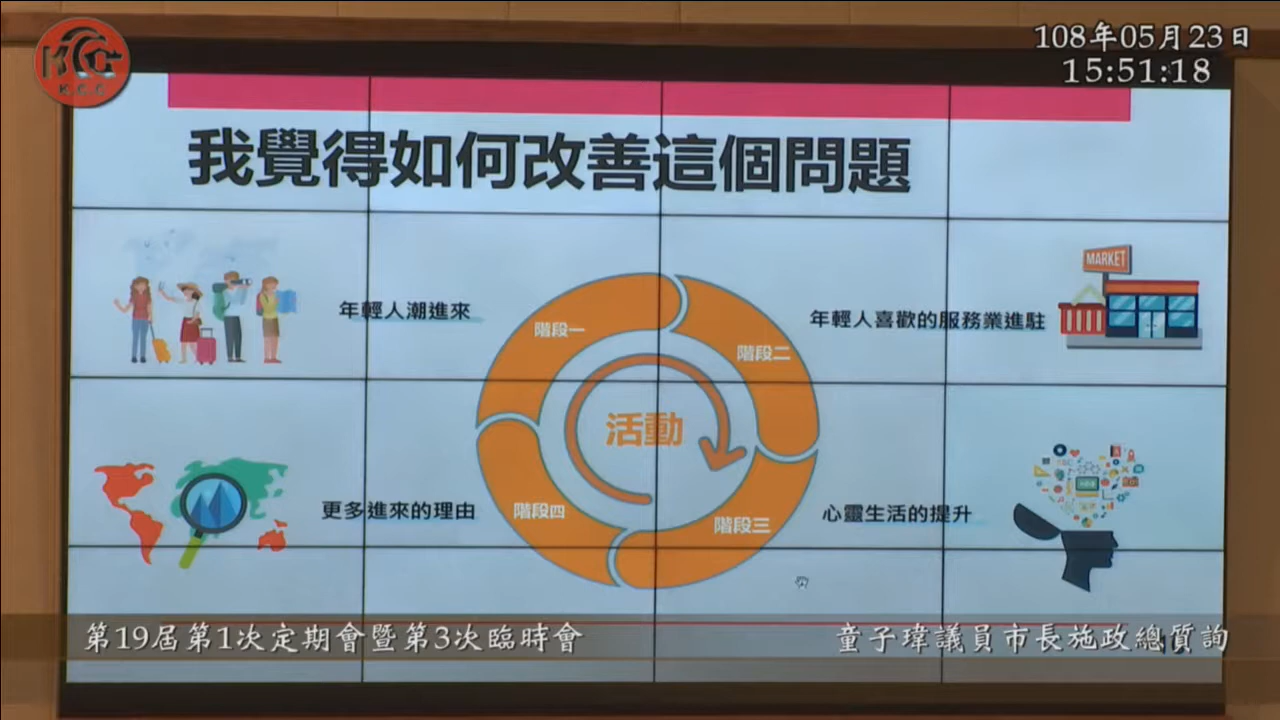 108年05月23日
15:51:18
K.C.C
我覺得如何改善這個問題
MARKET
年輕人潮進來
階段一
階段二
年輕人喜歡的服務業進駐
活動
更多進來的理由
階段四
階段三
心靈生活的提升
第19屆第1次定期會暨第3次臨時會
童子瑋議員市長施政總質詢